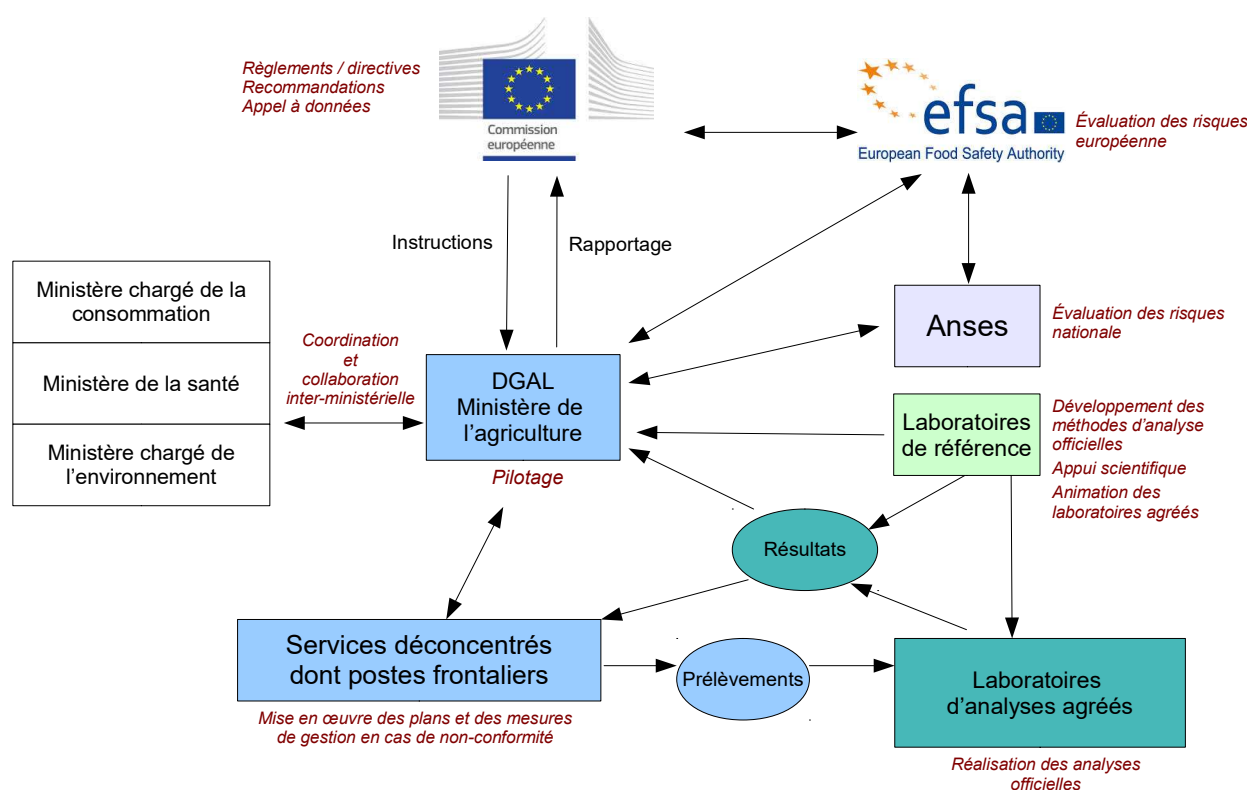 Règlements / directives
Recommandations
Appel à données
Commission
européenne
efsa
European Food Safety Authority
Évaluation des risques
européenne
Instructions
Rapportage
Ministère chargé de la
consommation
Ministère de la santé
Ministère chargé de
l'environnement
Coordination
et
collaboration
inter-ministérielle
DGAL
Ministère de
l'agriculture
Pilotage
Anses
Évaluation des risques
nationale
Laboratoires
de référence
Développement des
méthodes d'analyse
officielles
Appui scientifique
Animation des
laboratoires agréés
Résultats
Services déconcentrés
dont postes frontaliers
Mise en œuvre des plans et des mesures
de gestion en cas de non-conformité
Prélèvements
Laboratoires
d'analyses agréés
Réalisation des analyses
officielles